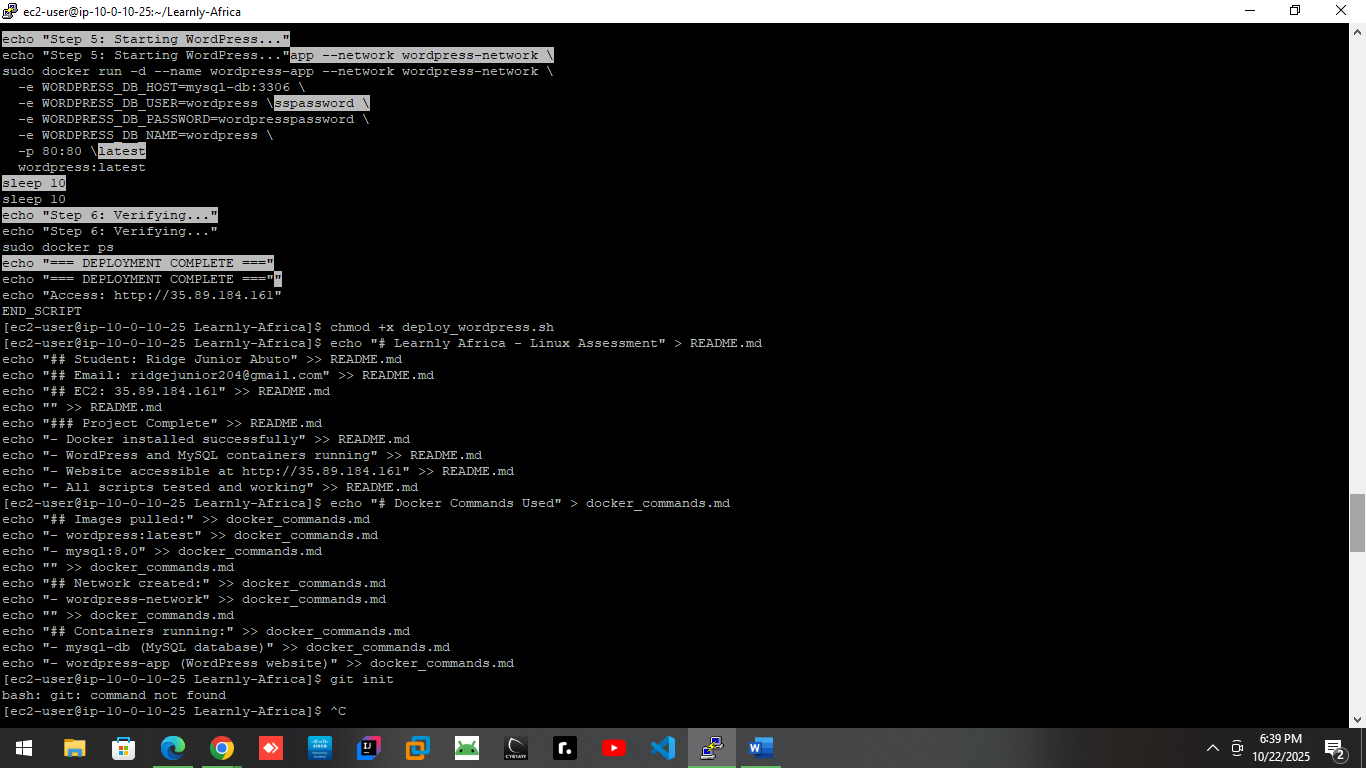 ec2-user@ip-10-0-10-25:~/Learnly-Africa
echo "Step 5: Starting WordPress..."
echo "Step 5: Starting WordPress..."app --network wordpress-network \
sudo docker run -d --name wordpress-app --network wordpress-network \
  -e WORDPRESS_DB_HOST=mysql-db:3306 \
  -e WORDPRESS_DB_USER=wordpress \sspassword \
  -e WORDPRESS_DB_PASSWORD=wordpresspassword \
  -e WORDPRESS_DB_NAME=wordpress \
  -p 80:80 \latest
  wordpress:latest
sleep 10
sleep 10
echo "Step 6: Verifying..."
echo "Step 6: Verifying..."
sudo docker ps
echo "=== DEPLOYMENT COMPLETE ==="
echo "=== DEPLOYMENT COMPLETE ===""
echo "Access: http://35.89.184.161"
END_SCRIPT
[ec2-user@ip-10-0-10-25 Learnly-Africa]$ chmod +x deploy_wordpress.sh
[ec2-user@ip-10-0-10-25 Learnly-Africa]$ echo "# Learnly Africa - Linux Assessment" > README.md
echo "## Student: Ridge Junior Abuto" >> README.md
echo "## Email: ridgejunior204@gmail.com" >> README.md
echo "## EC2: 35.89.184.161" >> README.md
echo "" >> README.md
echo "### Project Complete" >> README.md
echo "- Docker installed successfully" >> README.md
echo "- WordPress and MySQL containers running" >> README.md
echo "- Website accessible at http://35.89.184.161" >> README.md
echo "- All scripts tested and working" >> README.md
[ec2-user@ip-10-0-10-25 Learnly-Africa]$ echo "# Docker Commands Used" > docker_commands.md
echo "## Images pulled:" >> docker_commands.md
echo "- wordpress:latest" >> docker_commands.md
echo "- mysql:8.0" >> docker_commands.md
echo "" >> docker_commands.md
echo "## Network created:" >> docker_commands.md
echo "- wordpress-network" >> docker_commands.md
echo "" >> docker_commands.md
echo "## Containers running:" >> docker_commands.md
echo "- mysql-db (MySQL database)" >> docker_commands.md
echo "- wordpress-app (WordPress website)" >> docker_commands.md
[ec2-user@ip-10-0-10-25 Learnly-Africa]$ git init
bash: git: command not found
[ec2-user@ip-10-0-10-25 Learnly-Africa]$ ^C
6:39 PM
10/22/2025
2